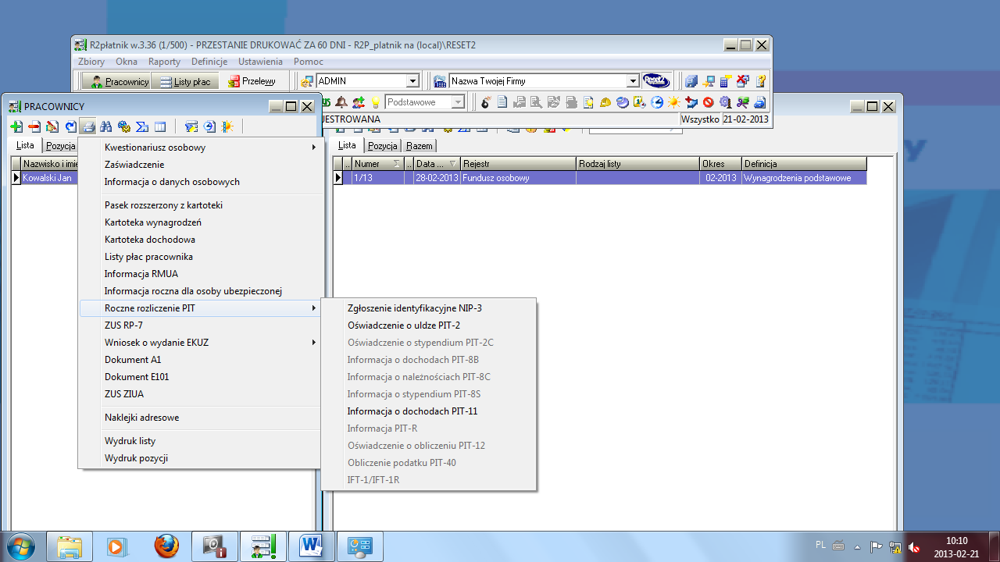 R2płatnik w.3.36 (1/500) - PRZESTANIE DRUKOWAĆ ZA 60 DNI - R2P_platnik na (local)\RESET2
Zbiory Okna Raporty Definicje Ustawienia Pomoc
Pracownicy Listy płac Przelewy ADMIN Nazwa Twojej Firmy Reset2
Podstawowe
JESTROWANA Wszystko 21-02-2013
PRACOWNICY
Lista Pozycja
Nazwisko i imię
Kowalski Jan
Kwestionariusz osobowy
Zaświadczenie
Informacja o danych osobowych
Pasek rozszerzony z kartoteki
Kartoteka wynagrodzeń
Kartoteka dochodowa
Listy płac pracownika
Informacja RMUA
Informacja roczna dla osoby ubezpieczonej
Roczne rozliczenie PIT
ZUS RP-7
Wniosek o wydanie EKUZ
Dokument A1
Dokument E101
ZUS ZIUA
Naklejki adresowe
Wydruk listy
Wydruk pozycji
Zgłoszenie identyfikacyjne NIP-3
Oświadczenie o uldze PIT-2
Oświadczenie o stypendium PIT-2C
Informacja o dochodach PIT-8B
Informacja o należnościach PIT-8C
Informacja o stypendium PIT-8S
Informacja o dochodach PIT-11
Informacja PIT-R
Oświadczenie o obliczeniu PIT-12
Obliczenie podatku PIT-40
IFT-1/IFT-1R
Lista Pozycja Razem
.. Numer .. Data ... Rejestr Rodzaj listy Okres Definicja
1/13 28-02-2013 Fundusz osobowy 02-2013 Wynagrodzenia podstawowe
PL 10:10
2013-02-21